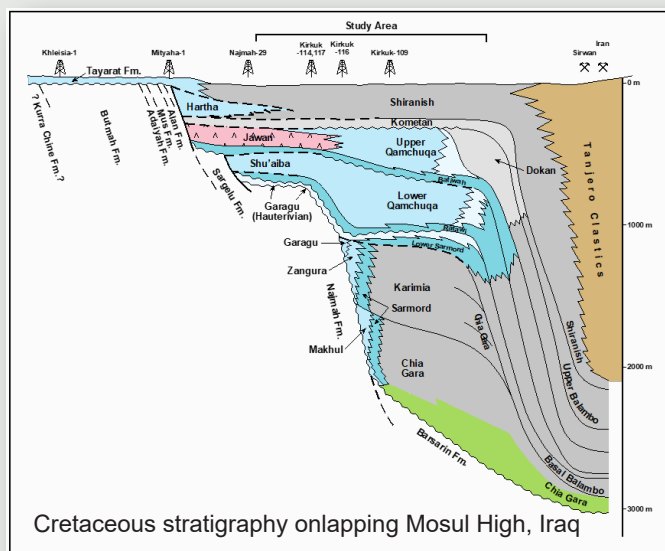 Study Area
Khleisia-1
Mityaha-1
Najmah-29
Kirkuk
-114,117
Kirkuk
-116
Kirkuk-109
Iran
Sirwan
0 m
Tayarat Fm.
Hartha
Shiranish
Kometan
Jawan
Upper
Qamchuqa
Dokan
Shu'aiba
Batiwah
Lower
Qamchuqa
Tanjero Clastics
? Kurra Chine Fm.?
Butmah Fm.
Adaiyah Fm.
Mus Fm.
Alan Fm.
Sargelu Fm.
Garagu
(Hauterivian)
1000 m
Ratawi
Garagu
Lower Sarmord
Zangura
Karimia
Sarmord
Najmah Fm.
Makhul
Chia Gara
Chia
Gara
Shiranish
Upper Balambo
2000 m
Barsarin Fm.
Basal Balambo
Chia Gara
3000 m
Cretaceous stratigraphy onlapping Mosul High, Iraq